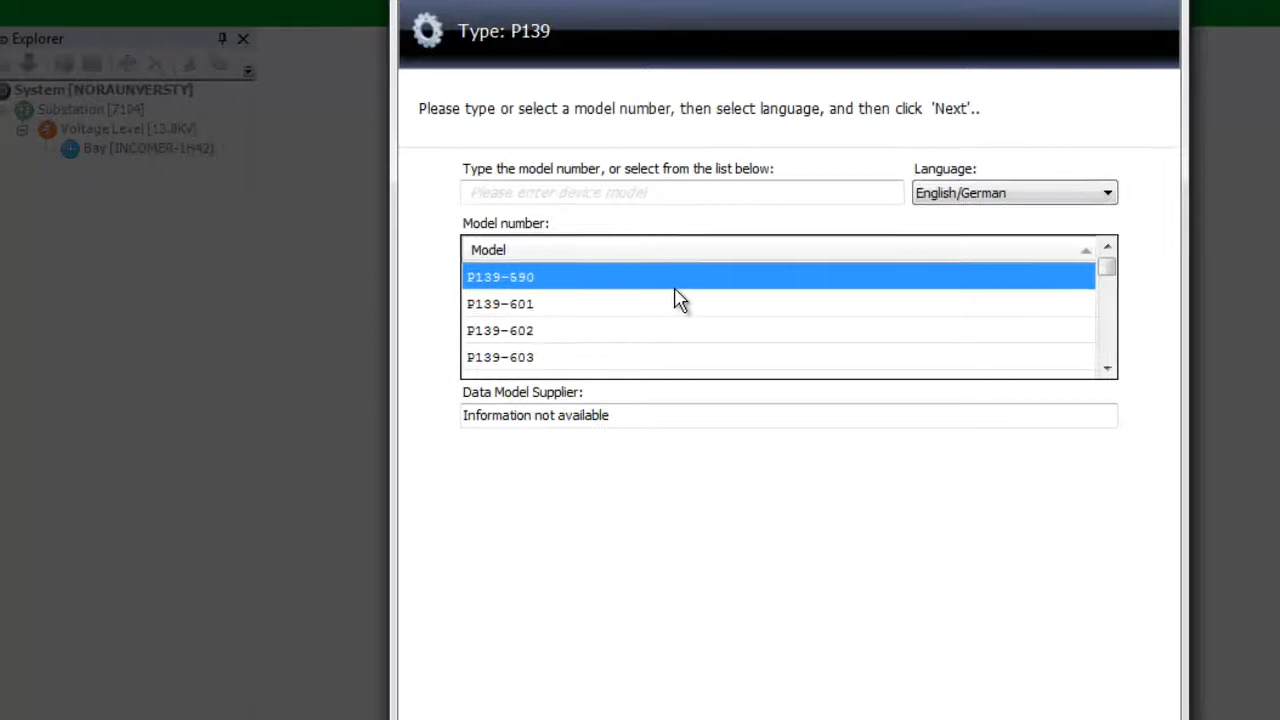 Type: P139
Explorer
System [NORAUNVERSTY]
Substation [7104]
Voltage Level [13.8KV]
Bay [INCOMER-1H42]
Please type or select a model number, then select language, and then click 'Next'..
Type the model number, or select from the list below:
Language:
Please enter device model
English/German
Model number:
Model
P139-590
P139-601
P139-602
P139-603
Data Model Supplier:
Information not available